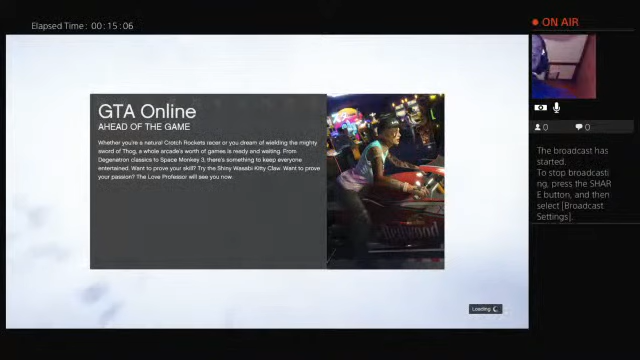 Elapsed Time: 00:15:06
ON AIR
GTA Online
AHEAD OF THE GAME
Whether you're a natural Crotch Rockets racer or you dream of wielding the mighty
sword of Thog, a whole arcade's worth of games is ready and waiting. From
Degenatron classics to Space Monkey 3, there's something to keep everyone
entertained. Want to prove your skill? Try the Shiny Wasabi Kitty Claw. Want to prove
your passion? The Love Professor will see you now.
0
0
The broadcast has
started.
To stop broadcasti
ng, press the SHAR
E button, and then
select [Broadcast
Settings].
Loading